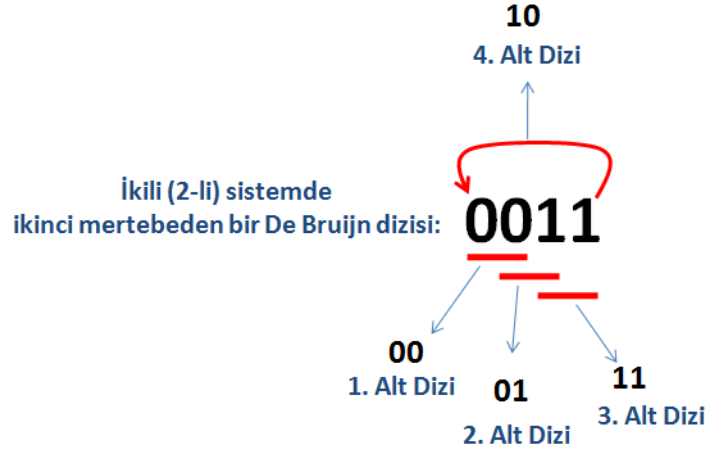 10
4. Alt Dizi
İkili (2-li) sistemde
ikinci mertebeden bir De Bruijn dizisi:
0011
00
1. Alt Dizi
01
2. Alt Dizi
11
3. Alt Dizi